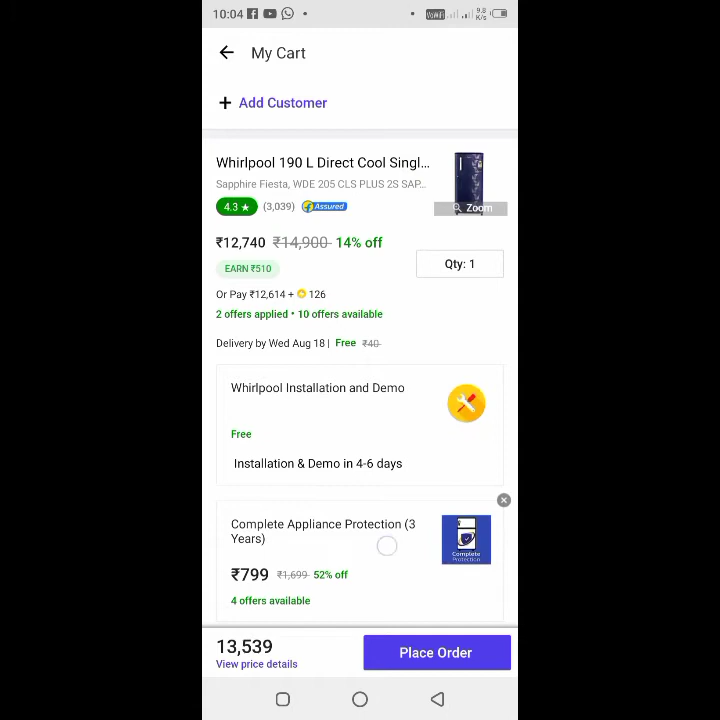 10:04
VoWiFi 9.8 K/s
My Cart
+ Add Customer
Whirlpool 190 L Direct Cool Singl...
Sapphire Fiesta, WDE 205 CLS PLUS 2S SAP...
4.3 ★ (3,039) Assured
Zoom
₹12,740 ₹14,900 14% off
EARN ₹510
Qty: 1
Or Pay ₹12,614 + 126
2 offers applied • 10 offers available
Delivery by Wed Aug 18 | Free ₹40
Whirlpool Installation and Demo
Free
Installation & Demo in 4-6 days
Complete Appliance Protection (3
Years)
Complete
Protection
₹799 ₹1,699 52% off
4 offers available
13,539
View price details
Place Order